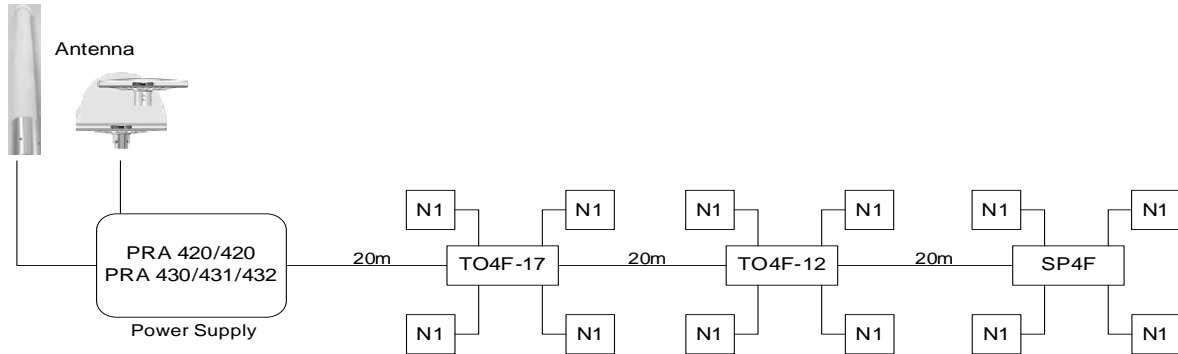 Antenna
N1 N1 N1 N1 N1 N1
PRA 420/420
PRA 430/431/432
20m TO4F-17 20m TO4F-12 20m SP4F
Power Supply
N1 N1 N1 N1 N1 N1